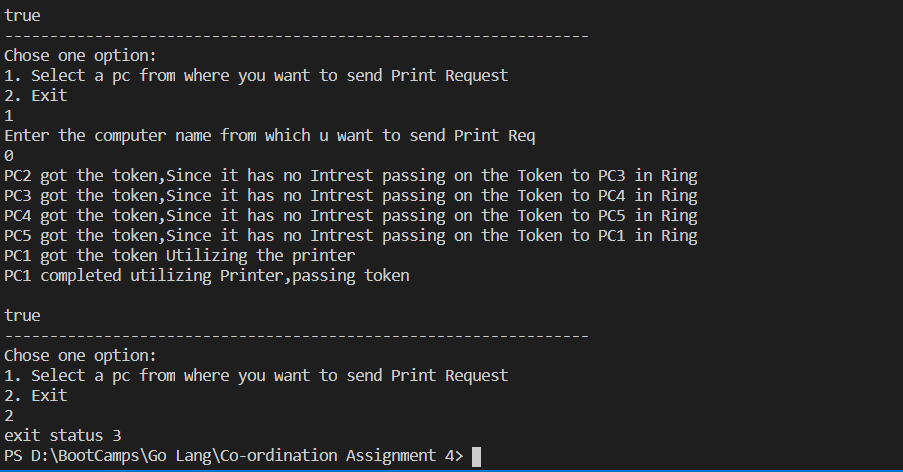 true
-----------------------------------------------------------------
Chose one option:
1. Select a pc from where you want to send Print Request
2. Exit
1
Enter the computer name from which u want to send Print Req
0
PC2 got the token,Since it has no Intrest passing on the Token to PC3 in Ring
PC3 got the token,Since it has no Intrest passing on the Token to PC4 in Ring
PC4 got the token,Since it has no Intrest passing on the Token to PC5 in Ring
PC5 got the token,Since it has no Intrest passing on the Token to PC1 in Ring
PC1 got the token Utilizing the printer
PC1 completed utilizing Printer,passing token
true
-----------------------------------------------------------------
Chose one option:
1. Select a pc from where you want to send Print Request
2. Exit
2
exit status 3
PS D:\BootCamps\Go Lang\Co-ordination Assignment 4>